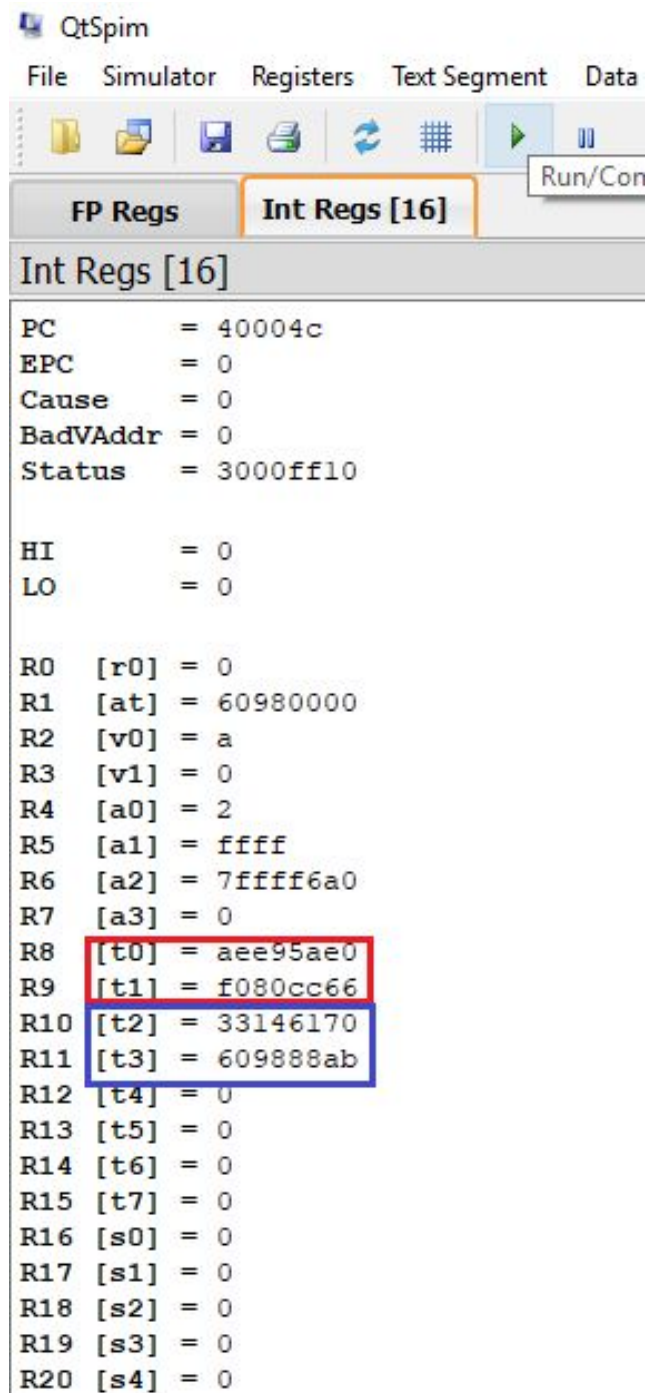 QtSpim
File Simulator Registers Text Segment Data
FP Regs Int Regs [16]
Int Regs [16]
PC = 40004c
EPC = 0
Cause = 0
BadVAddr = 0
Status = 3000ff10
HI = 0
LO = 0
R0 [r0] = 0
R1 [at] = 60980000
R2 [v0] = a
R3 [v1] = 0
R4 [a0] = 2
R5 [a1] = ffff
R6 [a2] = 7ffff6a0
R7 [a3] = 0
R8 [t0] = aee95ae0
R9 [t1] = f080cc66
R10 [t2] = 33146170
R11 [t3] = 609888ab
R12 [t4] = 0
R13 [t5] = 0
R14 [t6] = 0
R15 [t7] = 0
R16 [s0] = 0
R17 [s1] = 0
R18 [s2] = 0
R19 [s3] = 0
R20 [s4] = 0